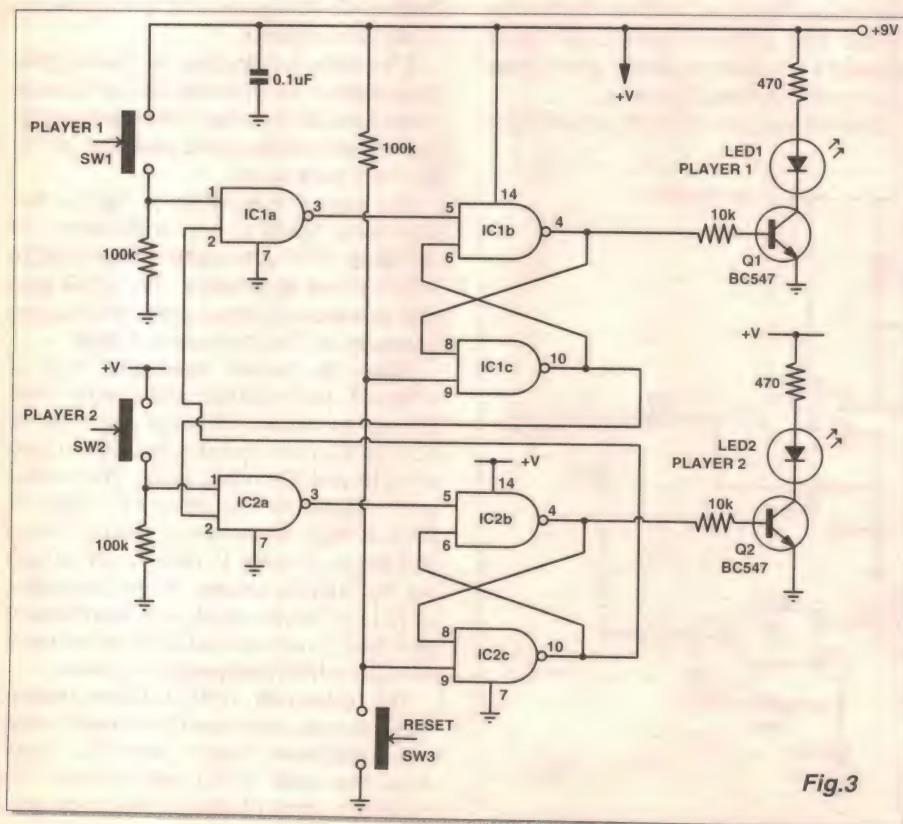 +9V
0.1uF
+V
470
PLAYER 1
SW1
100k
LED1
PLAYER 1
14
1
IC1a
3
5
IC1b
4
10k
2
6
Q1
BC547
100k
7
+V
8
IC1c
10
470
+V
9
PLAYER 2
SW2
LED2
PLAYER 2
+V
14
1
IC2a
3
5
IC2b
4
10k
2
6
Q2
BC547
100k
7
8
IC2c
10
9
7
RESET
SW3
Fig.3